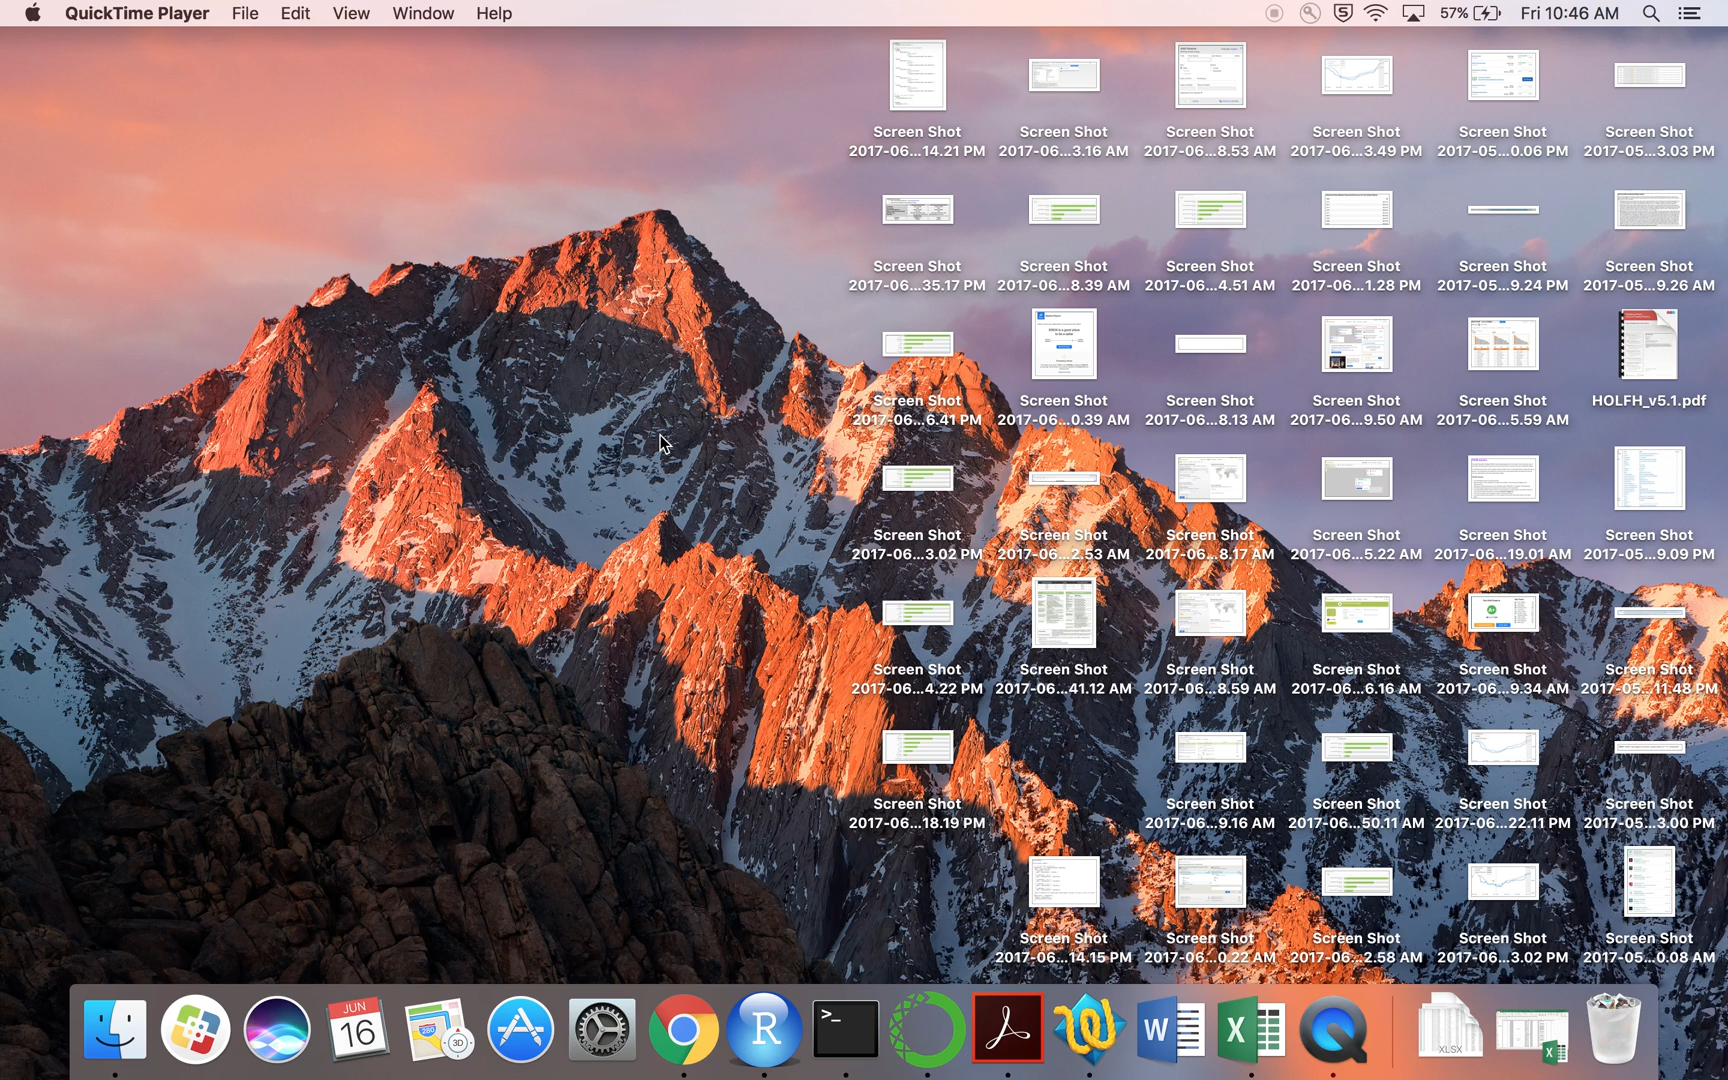 QuickTime Player File Edit View Window Help 57% Fri 10:46 AM
Screen Shot
2017-06...14.21 PM
Screen Shot
2017-06...3.16 AM
Screen Shot
2017-06...8.53 AM
Screen Shot
2017-06...3.49 PM
Screen Shot
2017-05...0.06 PM
Screen Shot
2017-05...3.03 PM
Screen Shot
2017-06...35.17 PM
Screen Shot
2017-06...8.39 AM
Screen Shot
2017-06...4.51 AM
Screen Shot
2017-06...1.28 PM
Screen Shot
2017-05...9.24 PM
Screen Shot
2017-05...9.26 AM
Screen Shot
2017-06...6.41 PM
Screen Shot
2017-06...0.39 AM
Screen Shot
2017-06...8.13 AM
Screen Shot
2017-06...9.50 AM
Screen Shot
2017-06...5.59 AM
HOLFH_v5.1.pdf
Screen Shot
2017-06...3.02 PM
Screen Shot
2017-06...2.53 AM
Screen Shot
2017-06...8.17 AM
Screen Shot
2017-06...5.22 AM
Screen Shot
2017-06...19.01 AM
Screen Shot
2017-05...9.09 PM
Screen Shot
2017-06...4.22 PM
Screen Shot
2017-06...41.12 AM
Screen Shot
2017-06...8.59 AM
Screen Shot
2017-06...6.16 AM
Screen Shot
2017-06...9.34 AM
Screen Shot
2017-05...11.48 PM
Screen Shot
2017-06...18.19 PM
Screen Shot
2017-06...9.16 AM
Screen Shot
2017-06...50.11 AM
Screen Shot
2017-06...22.11 PM
Screen Shot
2017-05...3.00 PM
Screen Shot
2017-06...14.15 PM
Screen Shot
2017-06...0.22 AM
Screen Shot
2017-06...2.58 AM
Screen Shot
2017-06...3.02 PM
Screen Shot
2017-05...0.08 AM
JUN
16
280
3D
R
>_
W
X
XLSX
X